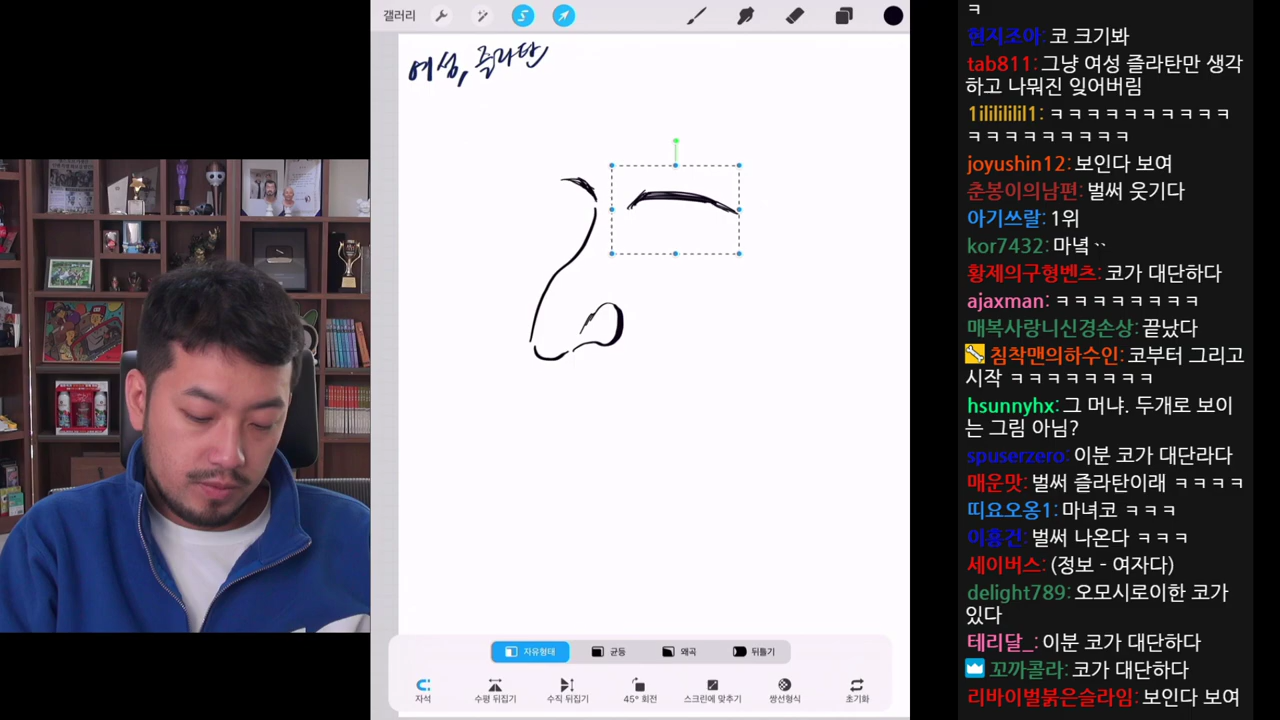 갤러리
여성, 즐라탄
자유형태
균등
왜곡
뒤틀기
자석
수평 뒤집기
수직 뒤집기
45° 회전
스크린에 맞추기
쌍선형식
초기화
ㅋ
현지조아: 코 크기봐
tab811: 그냥 여성 즐라탄만 생각
하고 나뭐진 잊어버림
1ilililililil1: ㅋㅋㅋㅋㅋㅋㅋㅋㅋㅋ
ㅋㅋㅋㅋㅋㅋㅋㅋㅋ
joyushin12: 보인다 보여
춘봉이의남편: 벌써 웃기다
아기쓰랄: 1위
kor7432: 마녘 ``
황제의구형벤츠: 코가 대단하다
ajaxman: ㅋㅋㅋㅋㅋㅋㅋㅋ
매복사랑니신경손상: 끝났다
침착맨의하수인: 코부터 그리고
시작 ㅋㅋㅋㅋㅋㅋㅋㅋ
hsunnyhx: 그 머냐. 두개로 보이
는 그림 아님?
spuserzero: 이분 코가 대단라다
매운맛: 벌써 즐라탄이래 ㅋㅋㅋㅋ
띠요오옹1: 마녀코 ㅋㅋㅋ
이흥건: 벌써 나온다 ㅋㅋㅋ
세이버스: (정보 - 여자다)
delight789: 오모시로이한 코가
있다
테리달_: 이분 코가 대단하다
꼬까콜라: 코가 대단하다
리바이벌붉은슬라임: 보인다 보여